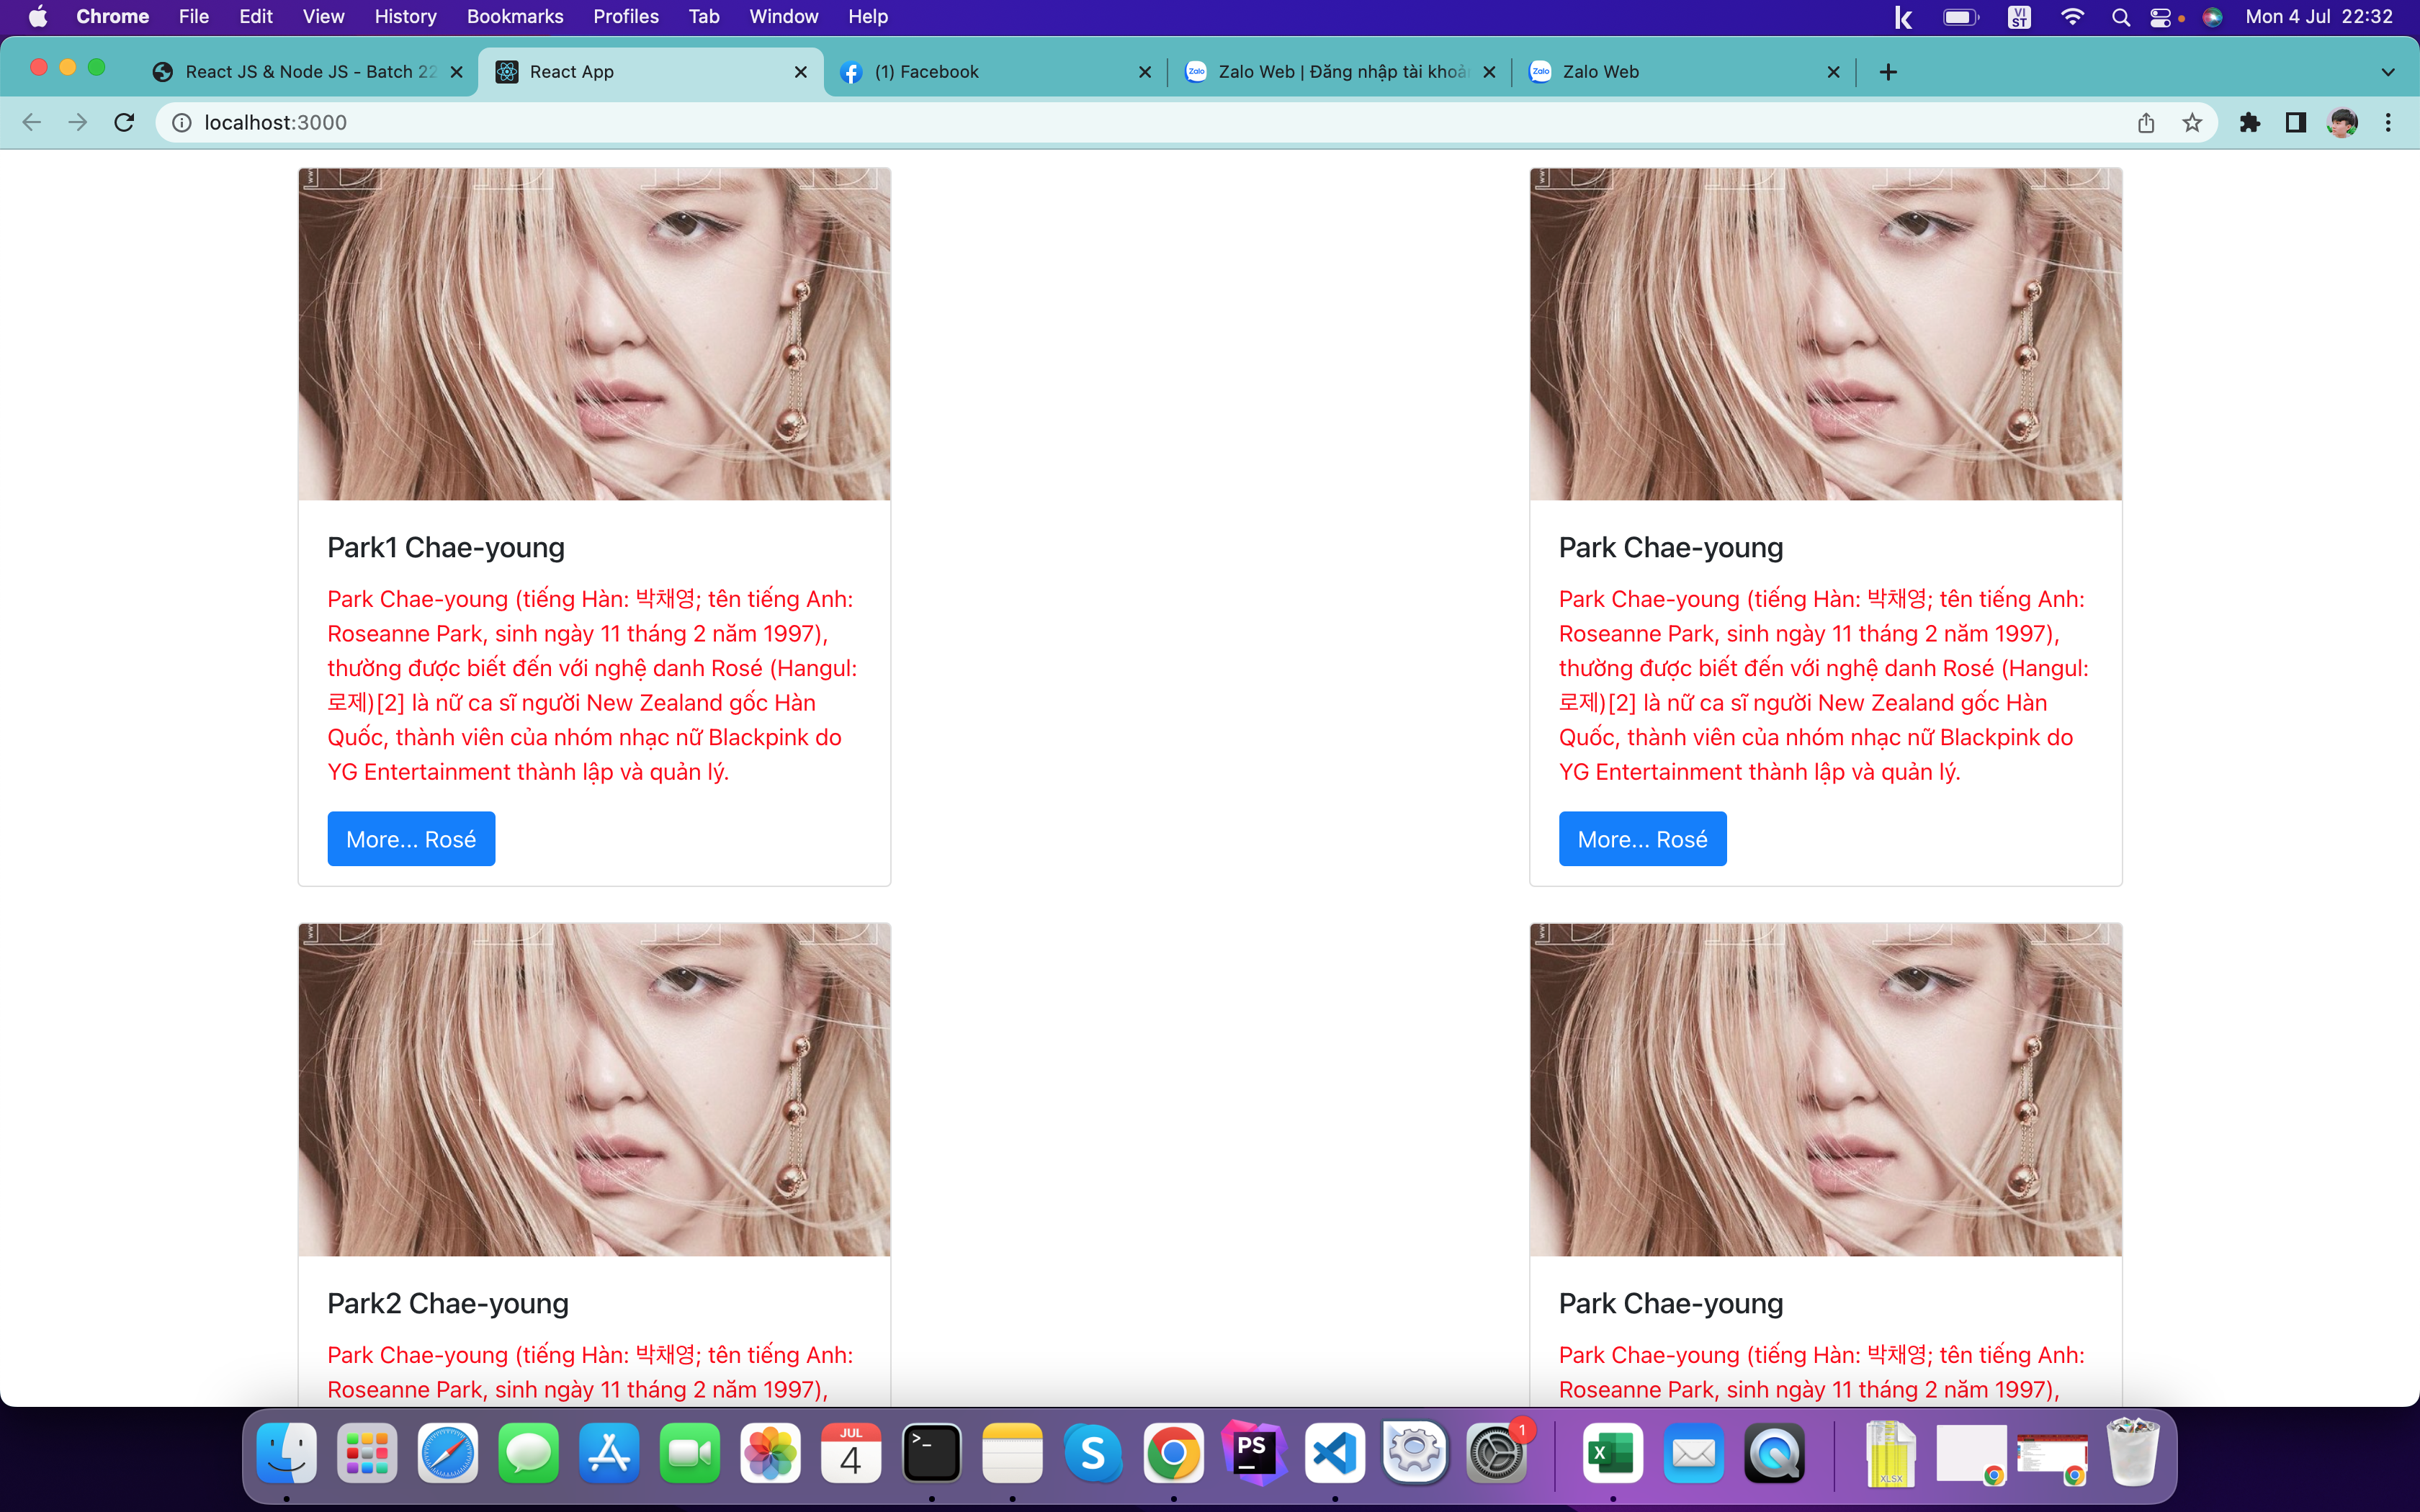 Chrome File Edit View History Bookmarks Profiles Tab Window Help VI ST Mon 4 Jul 22:32
React JS & Node JS - Batch 22 React App (1) Facebook Zalo Zalo Web | Đăng nhập tài khoản Zalo Zalo Web
localhost:3000
Park1 Chae-young
Park Chae-young (tiếng Hàn: 박채영; tên tiếng Anh:
Roseanne Park, sinh ngày 11 tháng 2 năm 1997),
thường được biết đến với nghệ danh Rosé (Hangul:
로제)[2] là nữ ca sĩ người New Zealand gốc Hàn
Quốc, thành viên của nhóm nhạc nữ Blackpink do
YG Entertainment thành lập và quản lý.
More... Rosé
Park Chae-young
Park Chae-young (tiếng Hàn: 박채영; tên tiếng Anh:
Roseanne Park, sinh ngày 11 tháng 2 năm 1997),
thường được biết đến với nghệ danh Rosé (Hangul:
로제)[2] là nữ ca sĩ người New Zealand gốc Hàn
Quốc, thành viên của nhóm nhạc nữ Blackpink do
YG Entertainment thành lập và quản lý.
More... Rosé
Park2 Chae-young
Park Chae-young (tiếng Hàn: 박채영; tên tiếng Anh:
Roseanne Park, sinh ngày 11 tháng 2 năm 1997),
Park Chae-young
Park Chae-young (tiếng Hàn: 박채영; tên tiếng Anh:
Roseanne Park, sinh ngày 11 tháng 2 năm 1997),
JUL
4
>_
S
PS
1
X
XLSX